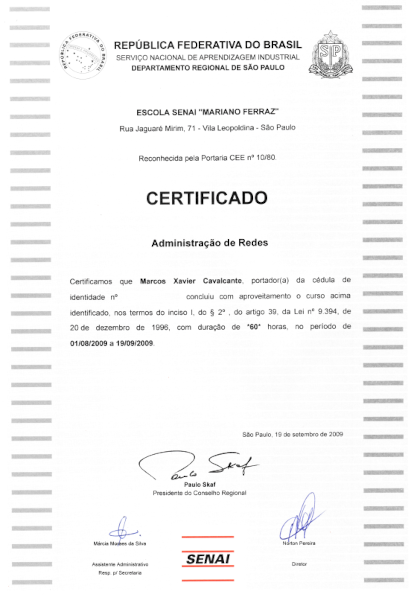 REPÚBLICA FEDERATIVA DO BRASIL
REPÚBLICA FEDERATIVA DO BRASIL
SERVIÇO NACIONAL DE APRENDIZAGEM INDUSTRIAL
DEPARTAMENTO REGIONAL DE SÃO PAULO
SP
ESCOLA SENAI "MARIANO FERRAZ"
Rua Jaguaré Mirim, 71 - Vila Leopoldina - São Paulo
Reconhecida pela Portaria CEE nº 10/80.
CERTIFICADO
Administração de Redes
Certificamos que Marcos Xavier Cavalcante, portador(a) da cédula de
identidade nº concluiu com aproveitamento o curso acima
identificado, nos termos do inciso I, do § 2º , do artigo 39, da Lei nº 9.394, de
20 de dezembro de 1996, com duração de "60" horas, no período de
01/08/2009 a 19/09/2009.
São Paulo, 19 de setembro de 2009
Paulo Skaf
Paulo Skaf
Presidente do Conselho Regional
Márcia da Silva
Assistente Administrativo
Resp. p/ Secretaria
SENAI
Norton Pereira
Diretor